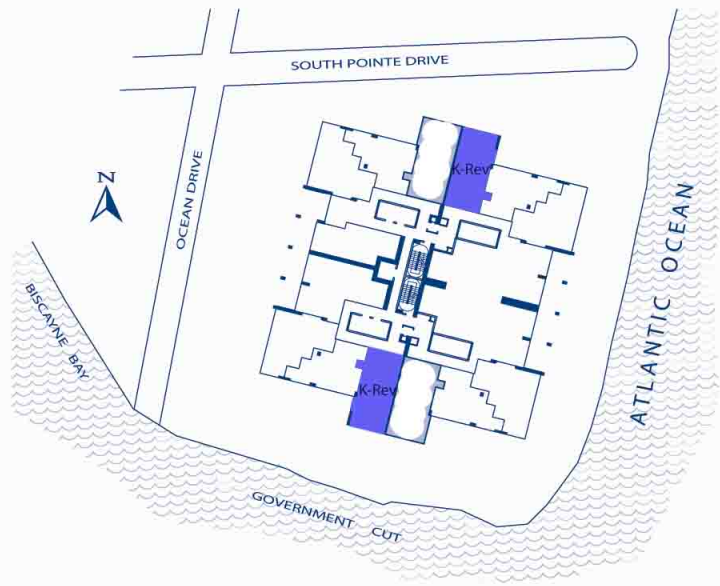 SOUTH POINTE DRIVE
K-Rev
OCEAN DRIVE
N
ATLANTIC OCEAN
BISCAYNE BAY
K-Rev
GOVERNMENT CUT